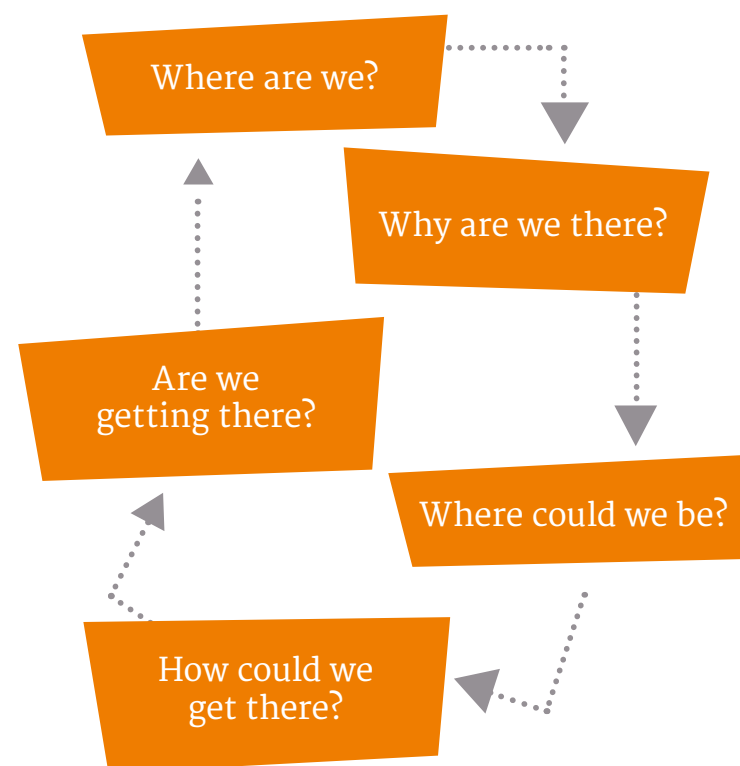 Where are we?
Why are we there?
Where could we be?
How could we
get there?
Are we
getting there?